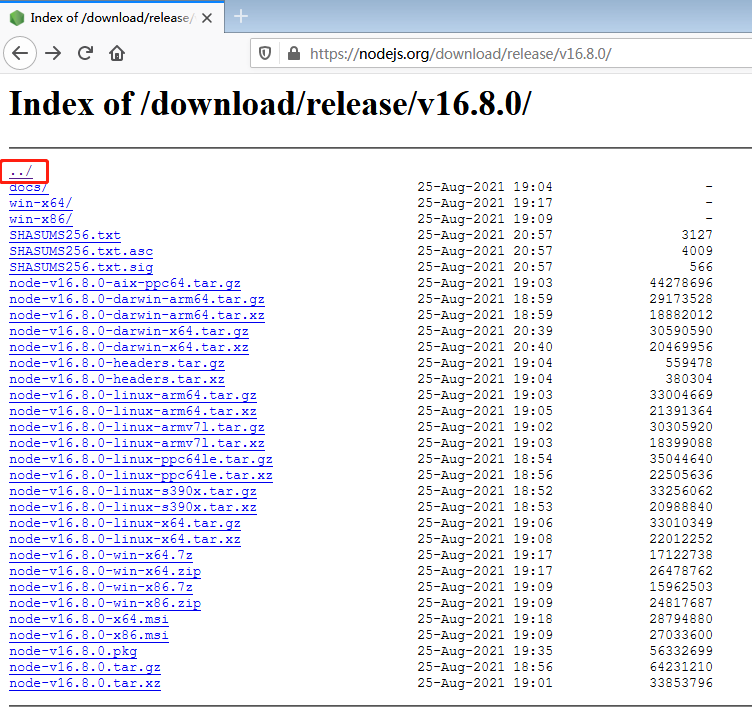 Index of /download/release/
https://nodejs.org/download/release/v16.8.0/
Index of /download/release/v16.8.0/
../
docs/ 25-Aug-2021 19:04 -
win-x64/ 25-Aug-2021 19:17 -
win-x86/ 25-Aug-2021 19:09 -
SHASUMS256.txt 25-Aug-2021 20:57 3127
SHASUMS256.txt.asc 25-Aug-2021 20:57 4009
SHASUMS256.txt.sig 25-Aug-2021 20:57 566
node-v16.8.0-aix-ppc64.tar.gz 25-Aug-2021 19:03 44278696
node-v16.8.0-darwin-arm64.tar.gz 25-Aug-2021 18:59 29173528
node-v16.8.0-darwin-arm64.tar.xz 25-Aug-2021 18:59 18882012
node-v16.8.0-darwin-x64.tar.gz 25-Aug-2021 20:39 30590590
node-v16.8.0-darwin-x64.tar.xz 25-Aug-2021 20:40 20469956
node-v16.8.0-headers.tar.gz 25-Aug-2021 19:04 559478
node-v16.8.0-headers.tar.xz 25-Aug-2021 19:04 380304
node-v16.8.0-linux-arm64.tar.gz 25-Aug-2021 19:03 33004669
node-v16.8.0-linux-arm64.tar.xz 25-Aug-2021 19:05 21391364
node-v16.8.0-linux-armv7l.tar.gz 25-Aug-2021 19:02 30305920
node-v16.8.0-linux-armv7l.tar.xz 25-Aug-2021 19:03 18399088
node-v16.8.0-linux-ppc64le.tar.gz 25-Aug-2021 18:54 35044640
node-v16.8.0-linux-ppc64le.tar.xz 25-Aug-2021 18:56 22505636
node-v16.8.0-linux-s390x.tar.gz 25-Aug-2021 18:52 33256062
node-v16.8.0-linux-s390x.tar.xz 25-Aug-2021 18:53 20988840
node-v16.8.0-linux-x64.tar.gz 25-Aug-2021 19:06 33010349
node-v16.8.0-linux-x64.tar.xz 25-Aug-2021 19:08 22012252
node-v16.8.0-win-x64.7z 25-Aug-2021 19:17 17122738
node-v16.8.0-win-x64.zip 25-Aug-2021 19:17 26478762
node-v16.8.0-win-x86.7z 25-Aug-2021 19:09 15962503
node-v16.8.0-win-x86.zip 25-Aug-2021 19:09 24817687
node-v16.8.0-x64.msi 25-Aug-2021 19:18 28794880
node-v16.8.0-x86.msi 25-Aug-2021 19:09 27033600
node-v16.8.0.pkg 25-Aug-2021 19:35 56332699
node-v16.8.0.tar.gz 25-Aug-2021 18:56 64231210
node-v16.8.0.tar.xz 25-Aug-2021 19:01 33853796